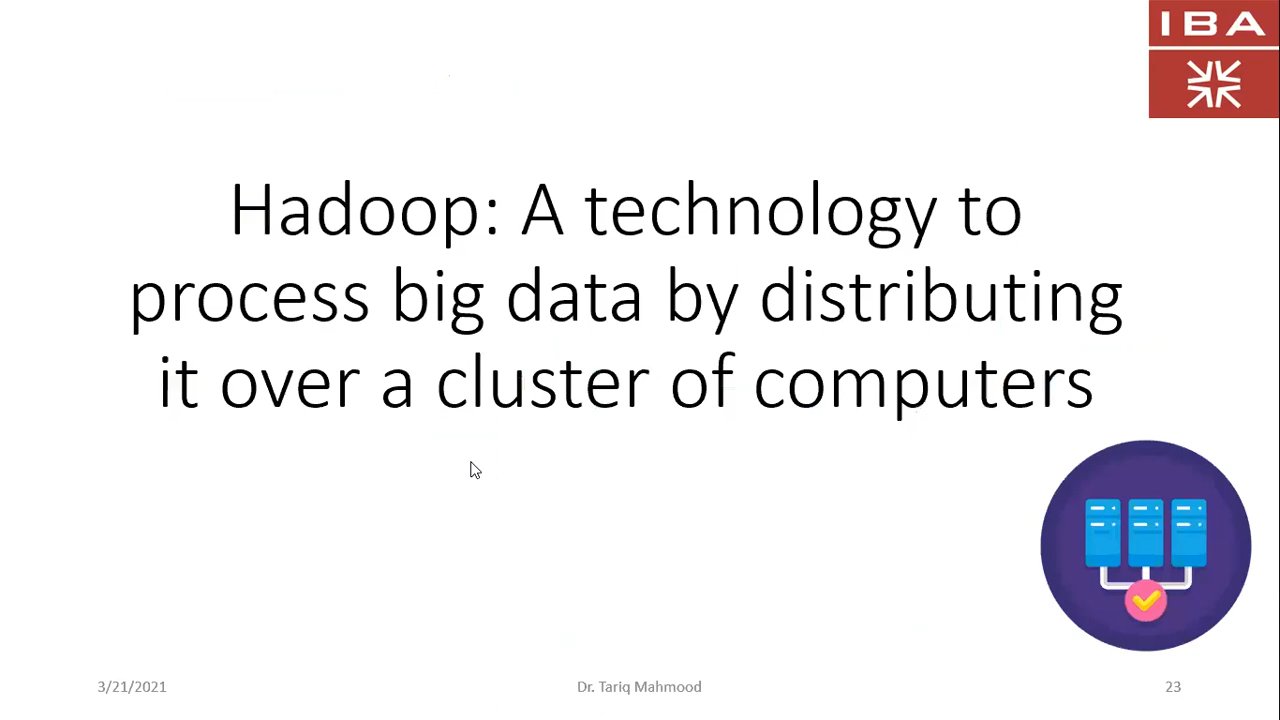 IBA
Hadoop: A technology to
process big data by distributing
it over a cluster of computers
3/21/2021
Dr. Tariq Mahmood
23